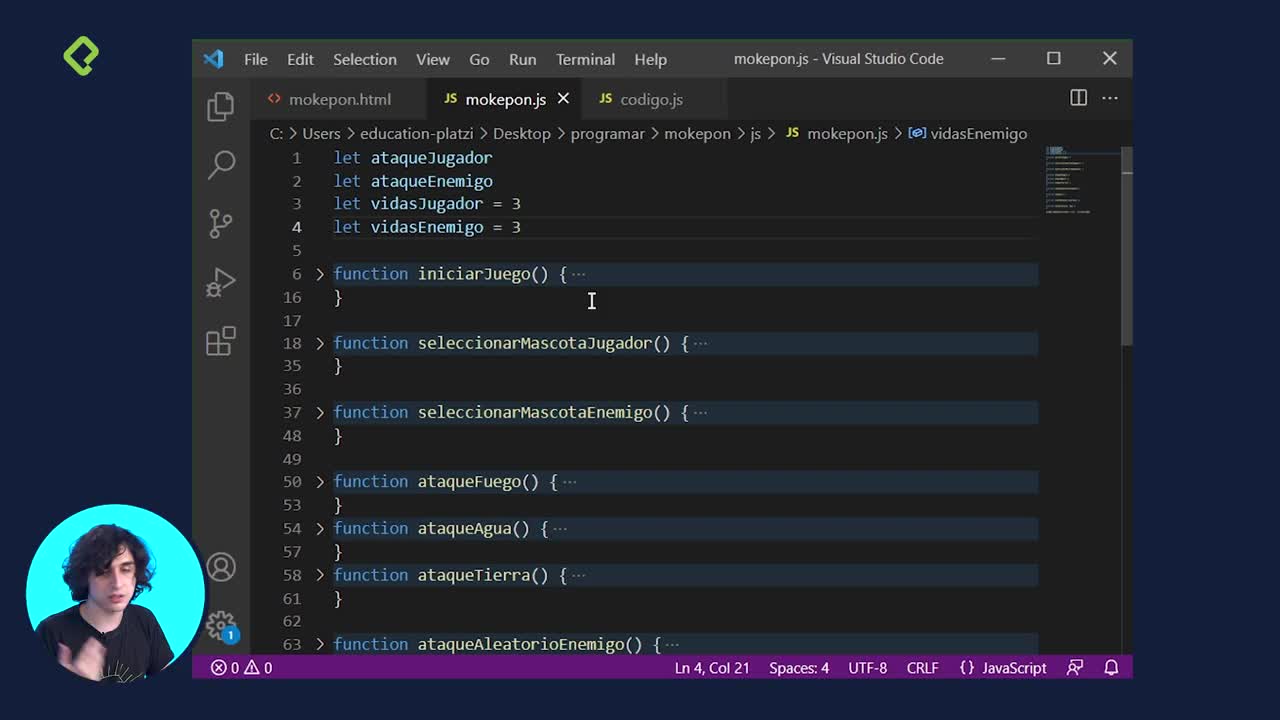 File Edit Selection View Go Run Terminal Help mokepon.js - Visual Studio Code
<> mokepon.html JS mokepon.js JS codigo.js
C: > Users > education-platzi > Desktop > programar > mokepon > js > JS mokepon.js > vidasEnemigo
1 let ataqueJugador
2 let ataqueEnemigo
3 let vidasJugador = 3
4 let vidasEnemigo = 3
5
6 > function iniciarJuego() { ...
16 }
17
18 > function seleccionarMascotaJugador() { ...
35 }
36
37 > function seleccionarMascotaEnemigo() { ...
48 }
49
50 > function ataqueFuego() { ...
53 }
54 > function ataqueAgua() { ...
57 }
58 > function ataqueTierra() { ...
61 }
62
63 > function ataqueAleatorioEnemigo() { ...
1
0 0 Ln 4, Col 21 Spaces: 4 UTF-8 CRLF {} JavaScript